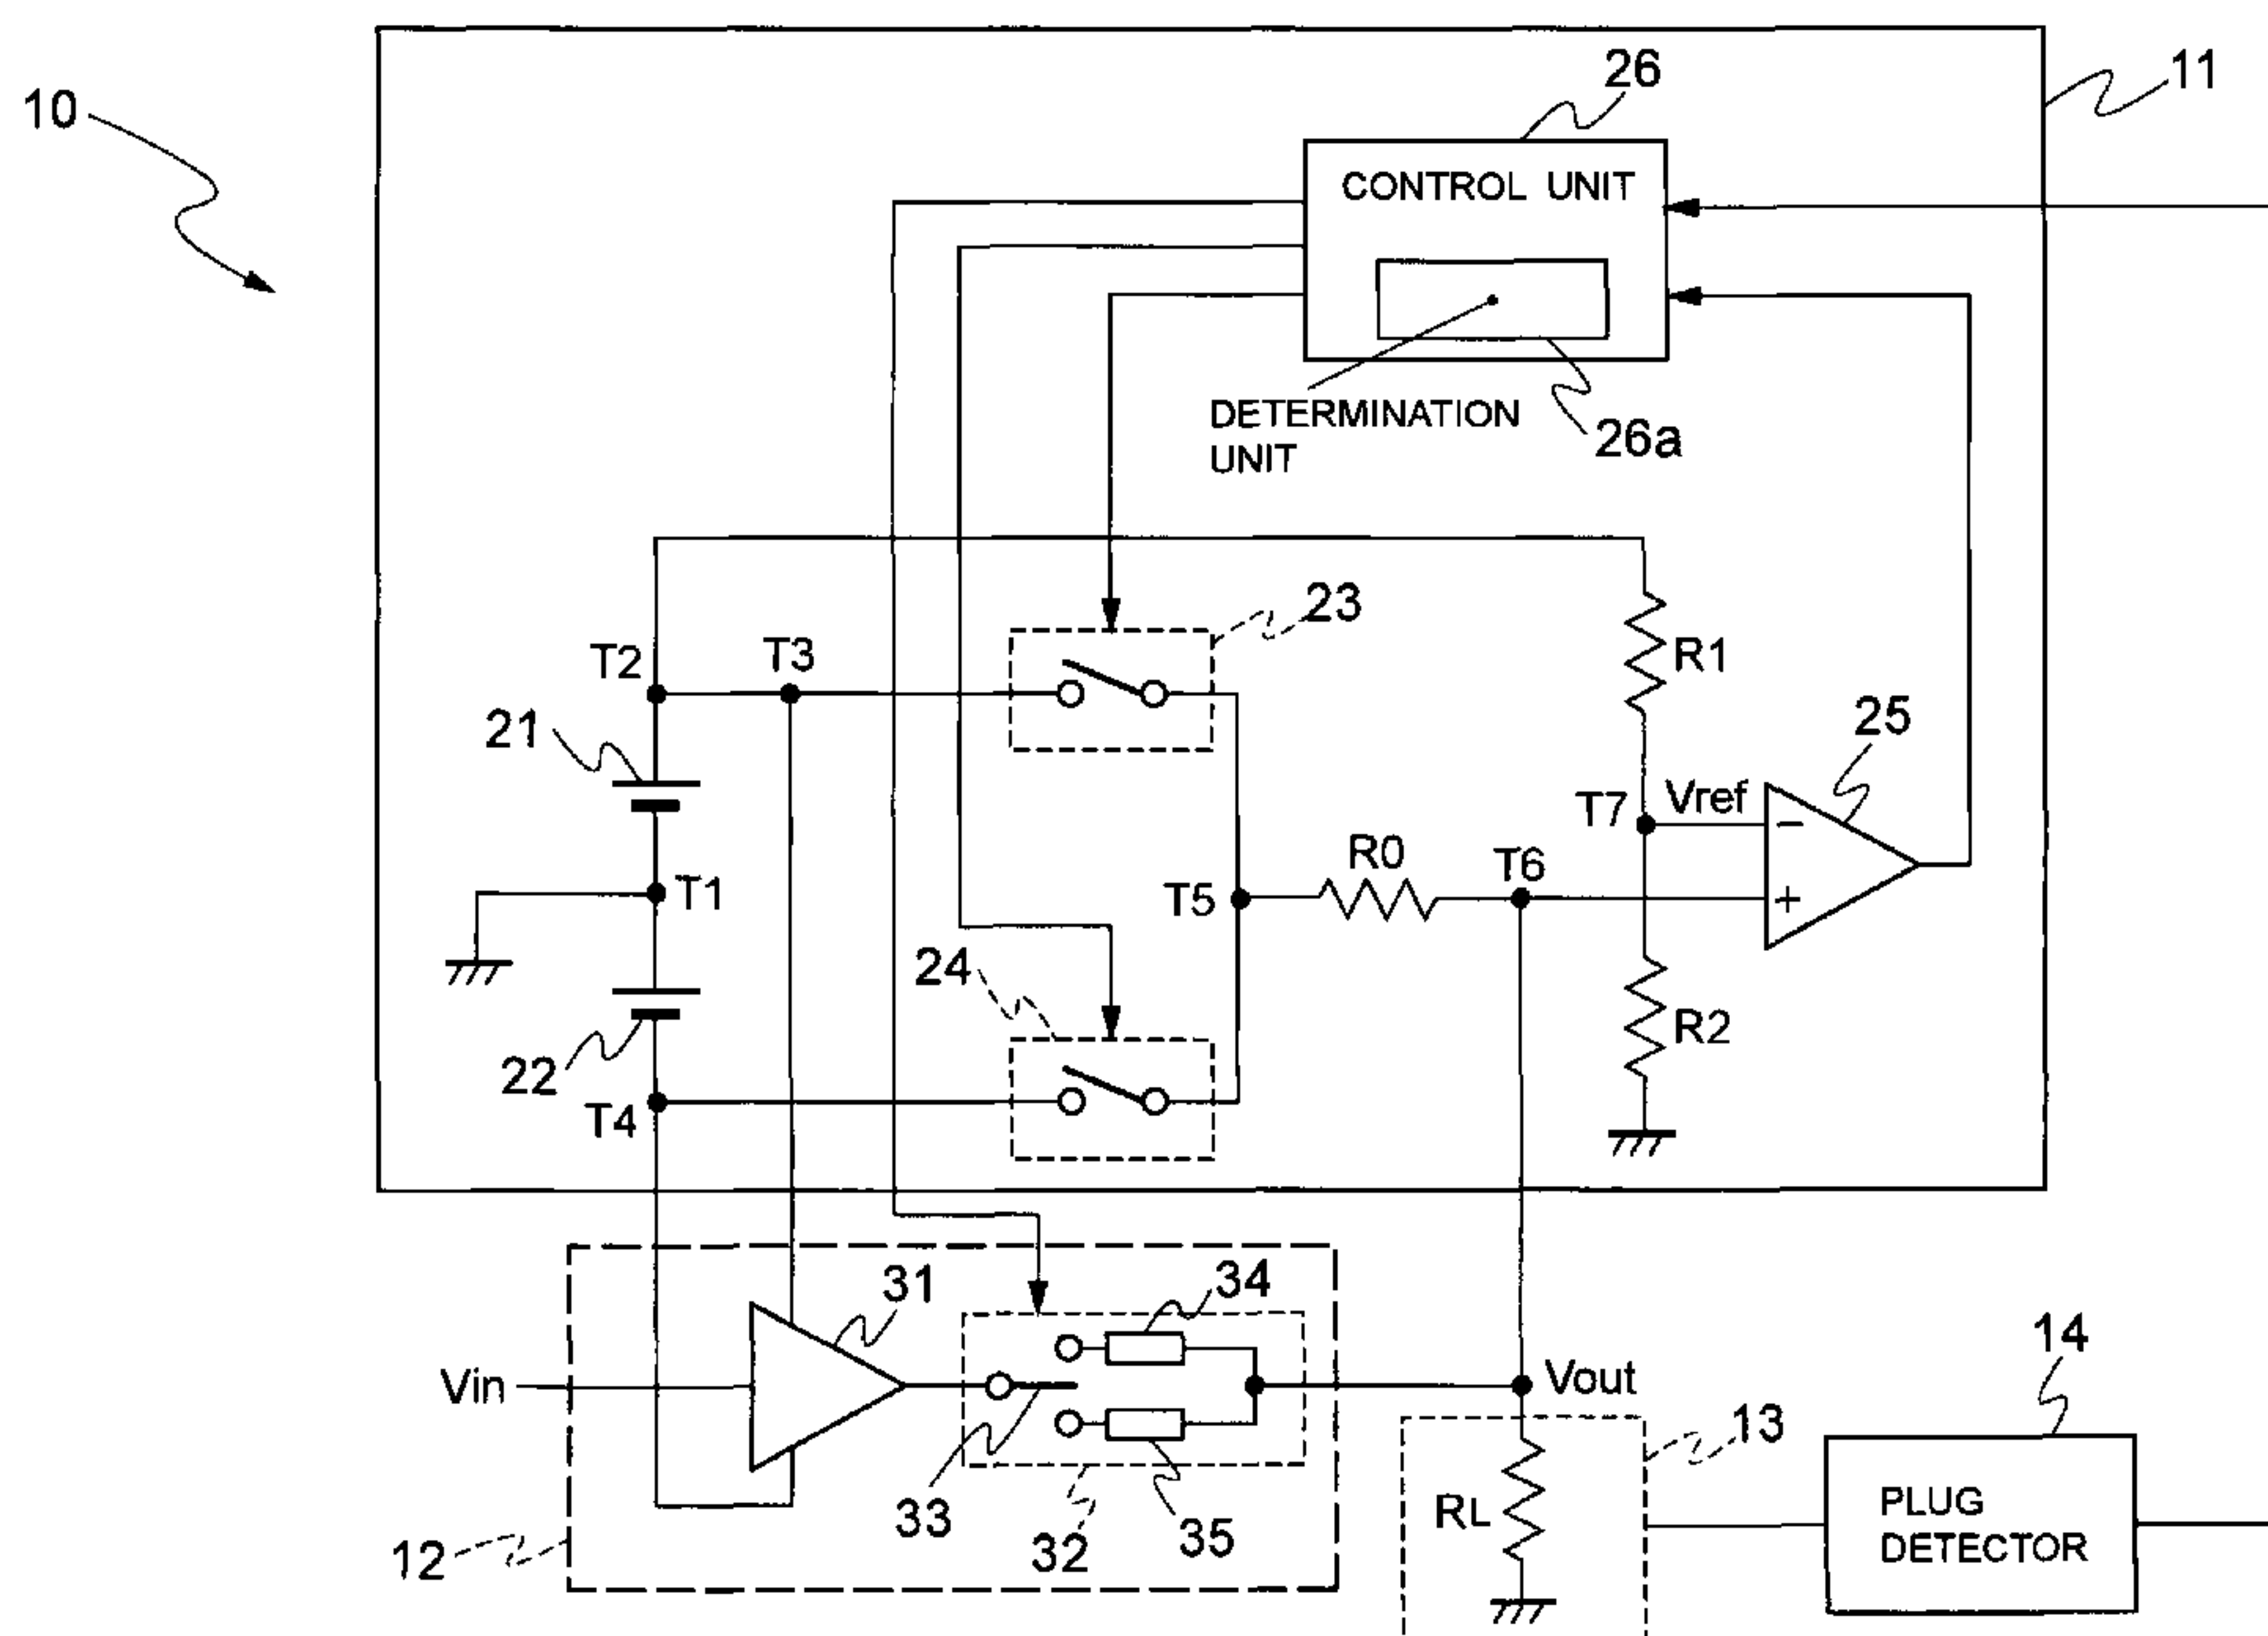 10
26
11
CONTROL UNIT
DETERMINATION
UNIT
26a
23
T2
T3
R1
21
25
T7
Vref
−
R0
T6
T1
T5
+
24
R2
22
T4
31
34
14
Vin
Vout
13
33
32
35
RL
PLUG
DETECTOR
12